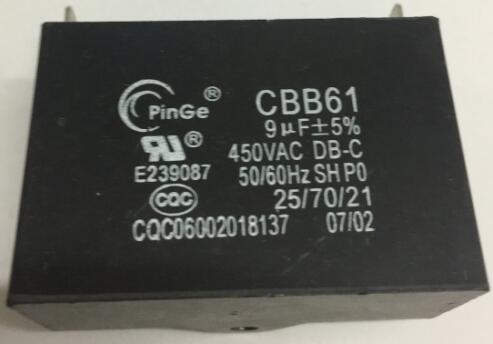 PinGe ® CBB61
9μF±5%
450VAC DB-C
E239087 50/60Hz SH P0
CQC 25/70/21
CQC06002018137 07/02